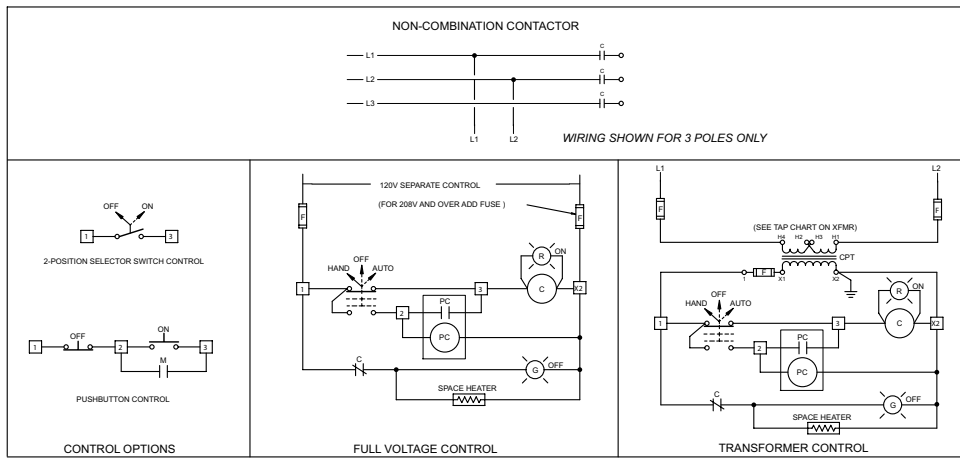 NON-COMBINATION CONTACTOR
L1
C
L2
C
L3
C
L1 L2
WIRING SHOWN FOR 3 POLES ONLY
OFF ON
1 3
2-POSITION SELECTOR SWITCH CONTROL
OFF ON
1 2 3
M
PUSHBUTTON CONTROL
CONTROL OPTIONS
120V SEPARATE CONTROL
(FOR 208V AND OVER ADD FUSE )
F F
R ON
OFF
HAND AUTO
1 3 C X2
2 PC
PC
C
G OFF
SPACE HEATER
FULL VOLTAGE CONTROL
L1 L2
F F
(SEE TAP CHART ON XFMR)
H4 H2 H3 H1
CPT
1 F X1 X2
R ON
OFF
HAND AUTO
1 3 C X2
2 PC
PC
C
G OFF
SPACE HEATER
TRANSFORMER CONTROL